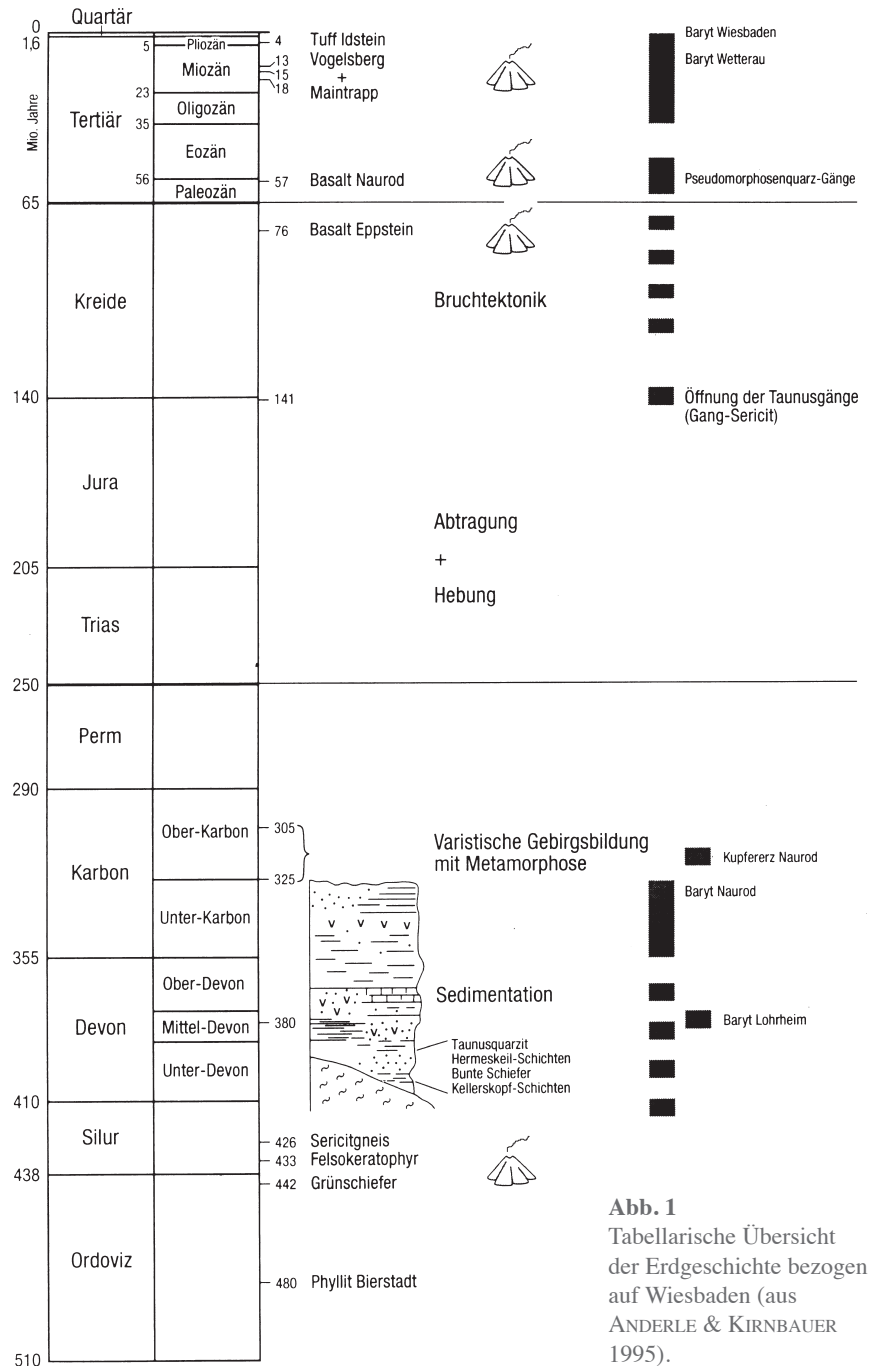 Quartär
0
1,6
Mio. Jahre
5
Pliozän
4
Tuff Idstein
Baryt Wiesbaden
Miozän
13
15
18
Vogelsberg
+
Maintrapp
Baryt Wetterau
23
Tertiär
Oligozän
35
Eozän
56
57
Basalt Naurod
Pseudomorphosenquarz-Gänge
Paleozän
65
76
Basalt Eppstein
Kreide
Bruchtektonik
140
141
Öffnung der Taunusgänge
(Gang-Sericit)
Jura
Abtragung
+
Hebung
205
Trias
250
Perm
290
Karbon
Ober-Karbon
305
325
Varistische Gebirgsbildung
mit Metamorphose
Kupfererz Naurod
Baryt Naurod
Unter-Karbon
355
Devon
Ober-Devon
Sedimentation
Mittel-Devon
380
Baryt Lohrheim
Unter-Devon
Taunusquarzit
Hermeskeil-Schichten
Bunte Schiefer
Kellerskopf-Schichten
410
Silur
426
Sericitgneis
433
Felsokeratophyr
438
442
Grünschiefer
Ordoviz
480
Phyllit Bierstadt
510
Abb. 1
Tabellarische Übersicht
der Erdgeschichte bezogen
auf Wiesbaden (aus
ANDERLE & KIRNBAUER
1995).